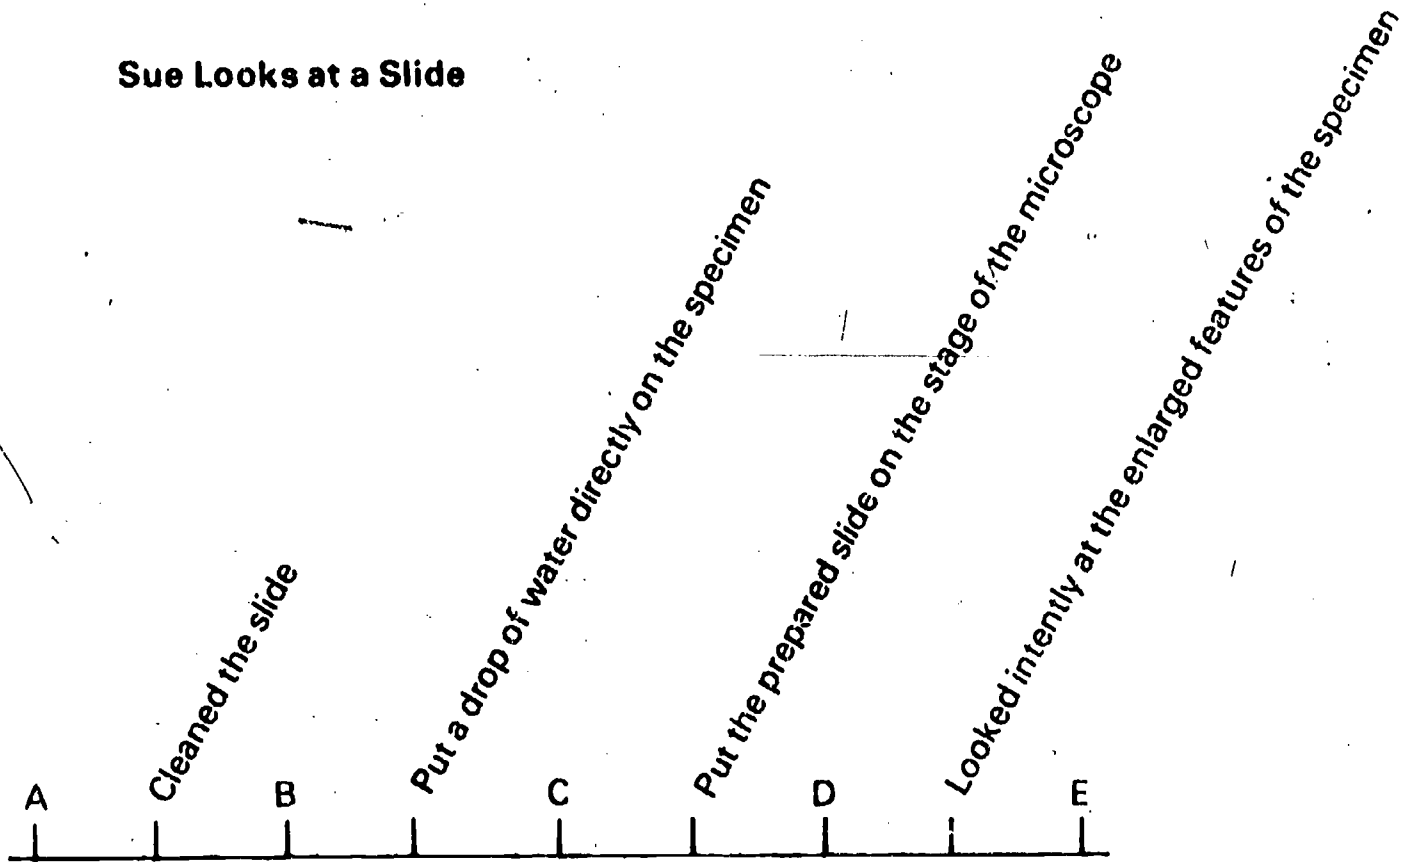 Sue Looks at a Slide
A
Cleaned the slide
B
Put a drop of water directly on the specimen
C
Put the prepared slide on the stage of the microscope
D
Looked intently at the enlarged features of the specimen
E